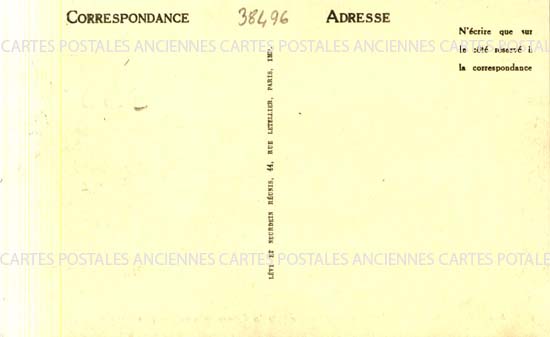 CORRESPONDANCE
38496
ADRESSE
N'écrire que sur
le côté réservé à
la correspondance
LÉVY ET NEURDEIN RÉUNIS, 44, RUE LETELLIER, PARIS, IMP.
CARTES POSTALES ANCIENNES CARTES POSTALES ANCIENNES CARTES POSTALES
CARTES POSTALES ANCIENNES CARTES POSTALES ANCIENNES CARTES POTALE